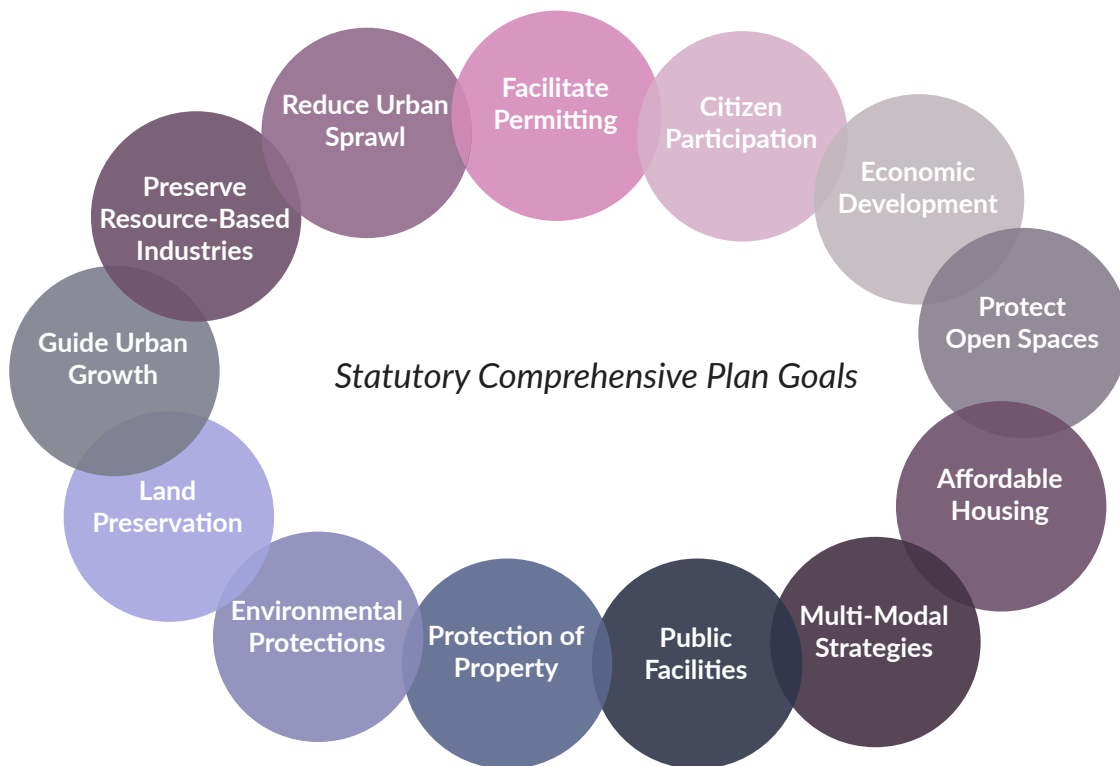 Facilitate
Permitting
Citizen
Participation
Economic
Development
Protect
Open Spaces
Affordable
Housing
Multi-Modal
Strategies
Public
Facilities
Protection of
Property
Environmental
Protections
Land
Preservation
Guide Urban
Growth
Preserve
Resource-Based
Industries
Reduce Urban
Sprawl
Statutory Comprehensive Plan Goals